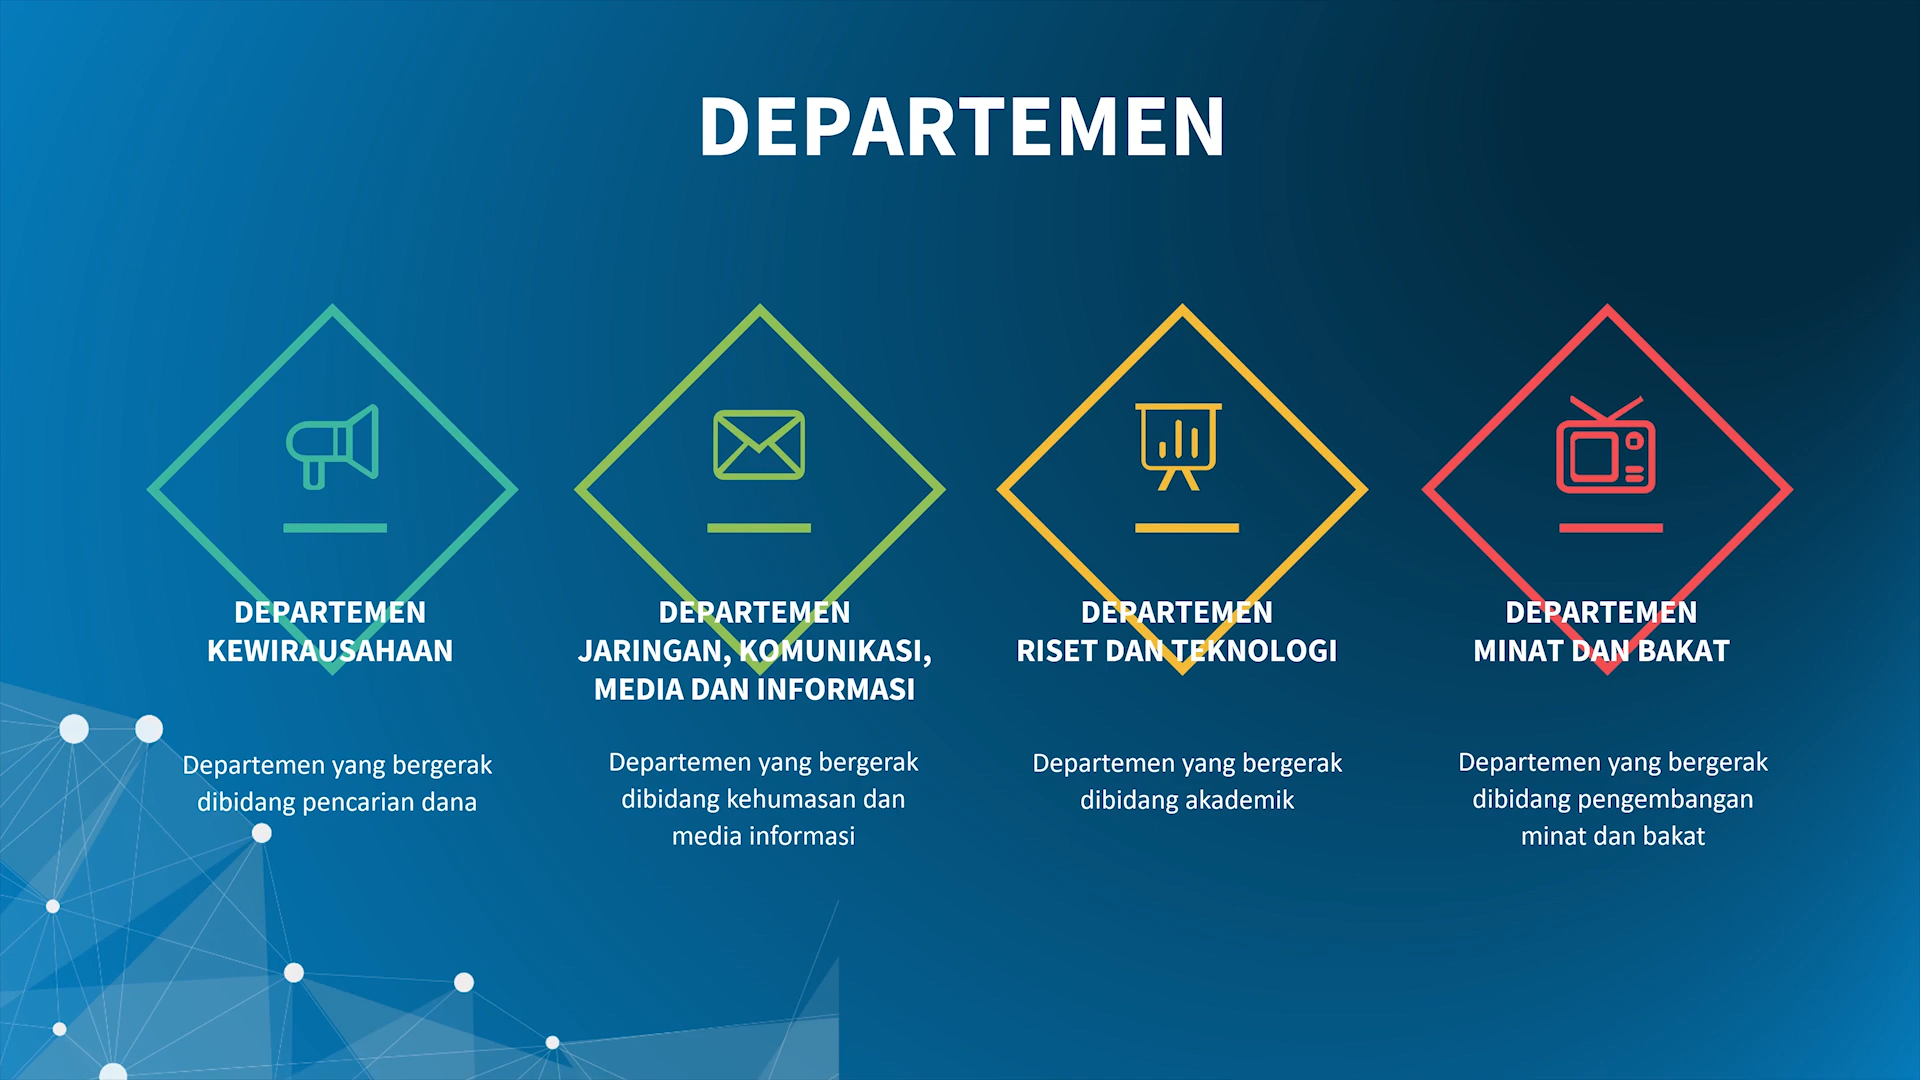 DEPARTEMEN
DEPARTEMEN
KEWIRAUSAHAAN
Departemen yang bergerak
dibidang pencarian dana
DEPARTEMEN
JARINGAN, KOMUNIKASI,
MEDIA DAN INFORMASI
Departemen yang bergerak
dibidang kehumasan dan
media informasi
DEPARTEMEN
RISET DAN TEKNOLOGI
Departemen yang bergerak
dibidang akademik
DEPARTEMEN
MINAT DAN BAKAT
Departemen yang bergerak
dibidang pengembangan
minat dan bakat